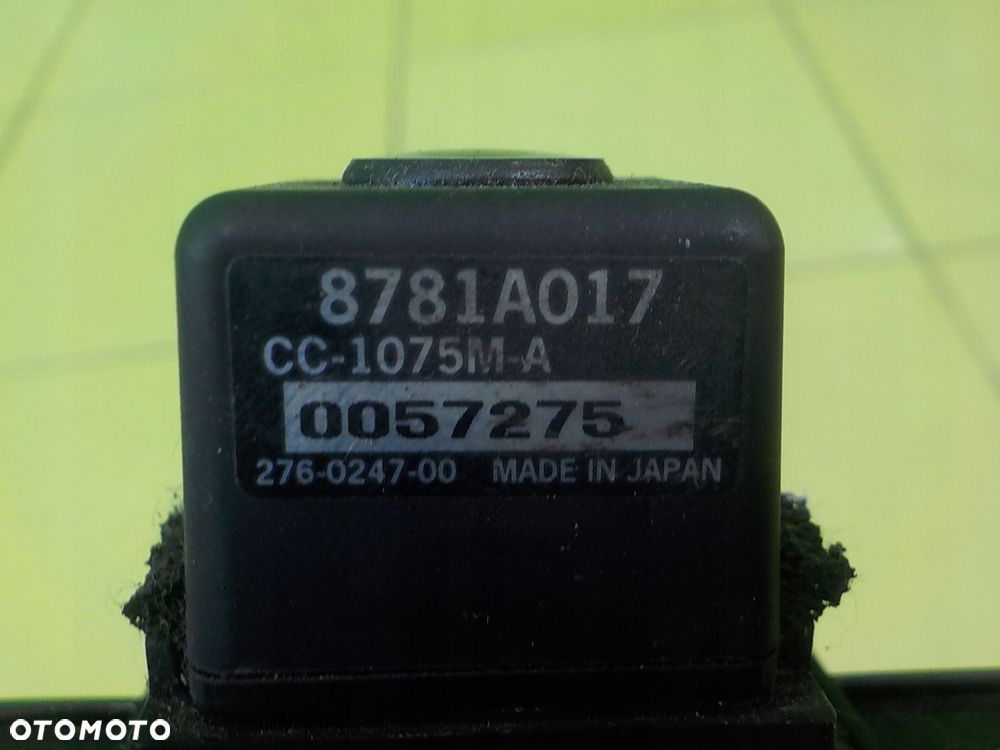 8781A017
CC-1075M-A
0057275
276-0247-00 MADE IN JAPAN
OTOMOTO